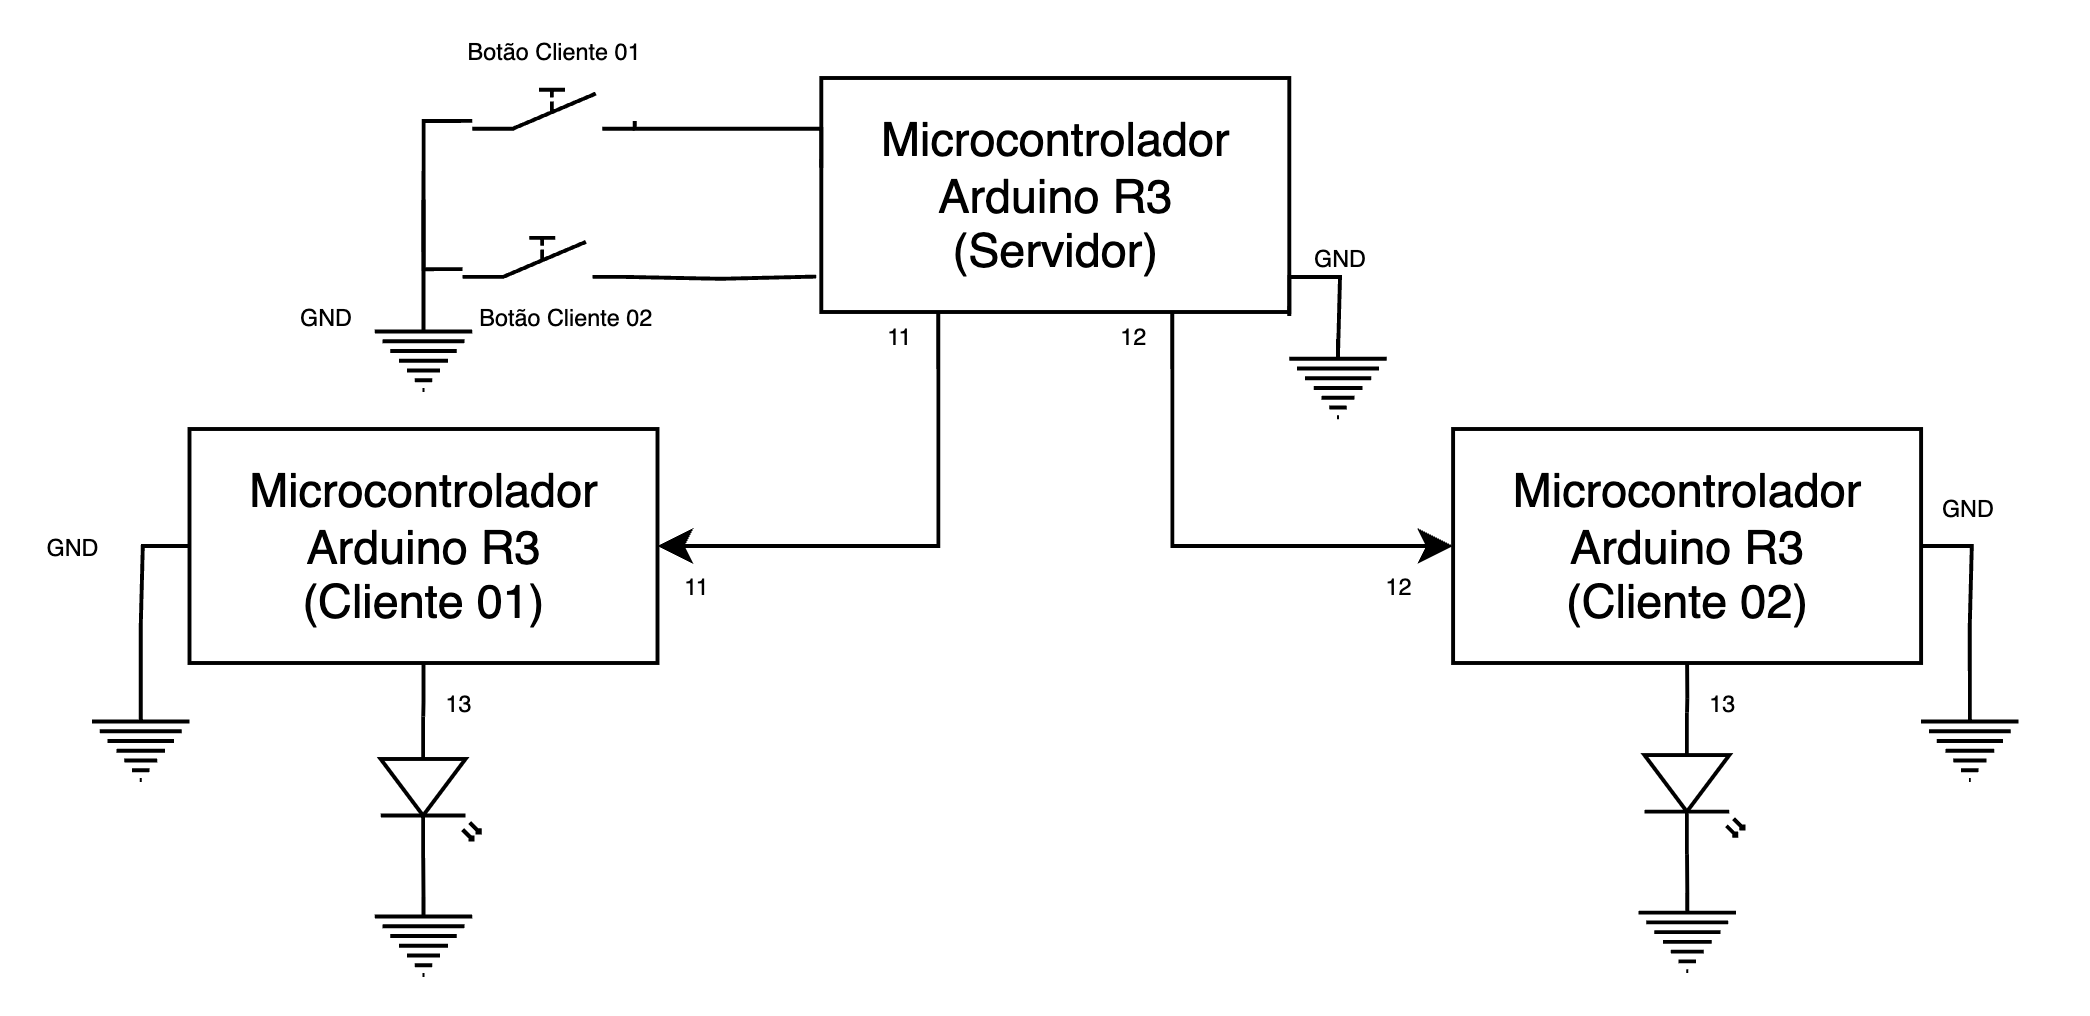 Botão Cliente 01
Microcontrolador
Arduino R3
(Servidor)
GND
GND
Botão Cliente 02
11
12
Microcontrolador
Arduino R3
(Cliente 01)
GND
11
13
Microcontrolador
Arduino R3
(Cliente 02)
GND
12
13